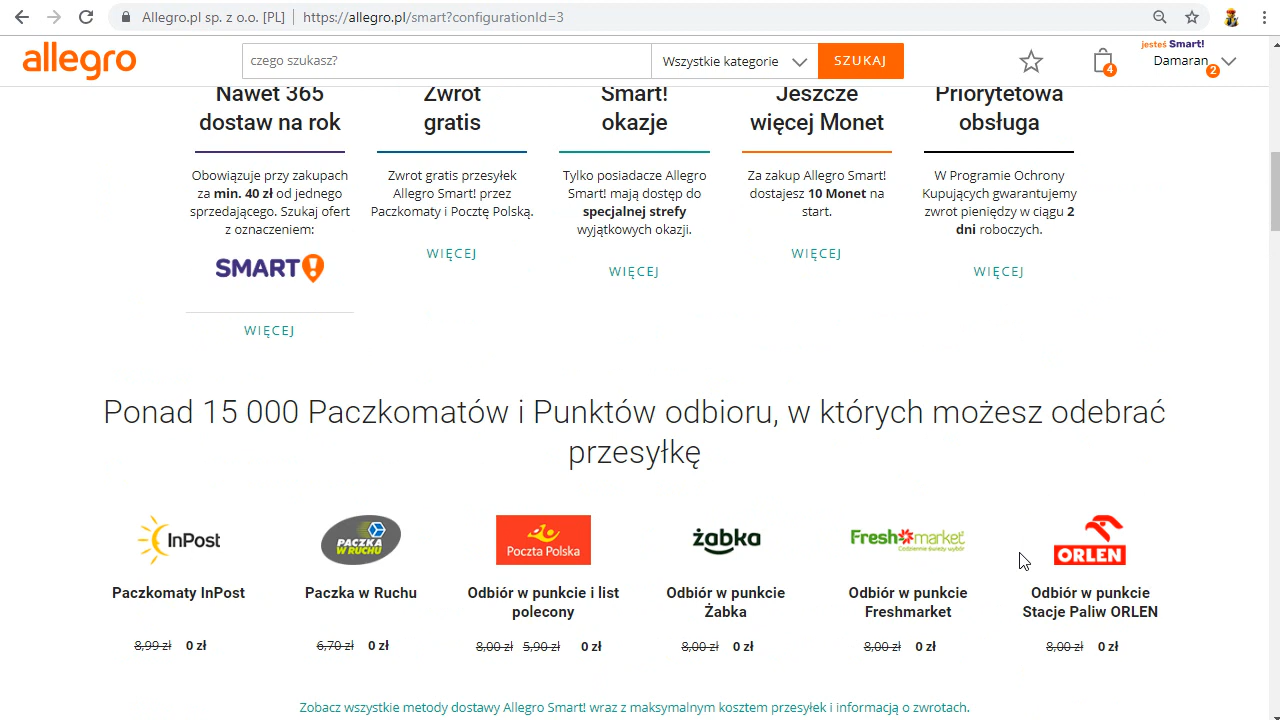 Allegro.pl sp. z o.o. [PL] https://allegro.pl/smart?configurationId=3
allegro
czego szukasz?
Wszystkie kategorie
SZUKAJ
4
jesteś Smart!
Damaran
2
Nawet 365
dostaw na rok
Obowiązuje przy zakupach
za min. 40 zł od jednego
sprzedającego. Szukaj ofert
z oznaczeniem:
SMART!
WIĘCEJ
Zwrot
gratis
Zwrot gratis przesyłek
Allegro Smart! przez
Paczkomaty i Pocztę Polską.
WIĘCEJ
Smart!
okazje
Tylko posiadacze Allegro
Smart! mają dostęp do
specjalnej strefy
wyjątkowych okazji.
WIĘCEJ
Jeszcze
więcej Monet
Za zakup Allegro Smart!
dostajesz 10 Monet na
start.
WIĘCEJ
Priorytetowa
obsługa
W Programie Ochrony
Kupujących gwarantujemy
zwrot pieniędzy w ciągu 2
dni roboczych.
WIĘCEJ
Ponad 15 000 Paczkomatów i Punktów odbioru, w których możesz odebrać
przesyłkę
InPost
Paczkomaty InPost
8,99 zł 0 zł
PACZKA
W RUCHU
Paczka w Ruchu
6,70 zł 0 zł
Poczta Polska
Odbiór w punkcie i list
polecony
8,00 zł 5,90 zł 0 zł
żabka
Odbiór w punkcie
Żabka
8,00 zł 0 zł
Freshmarket
Codziennie świeży wybór
Odbiór w punkcie
Freshmarket
8,00 zł 0 zł
ORLEN
Odbiór w punkcie
Stacje Paliw ORLEN
8,00 zł 0 zł
Zobacz wszystkie metody dostawy Allegro Smart! wraz z maksymalnym kosztem przesyłek i informacją o zwrotach.